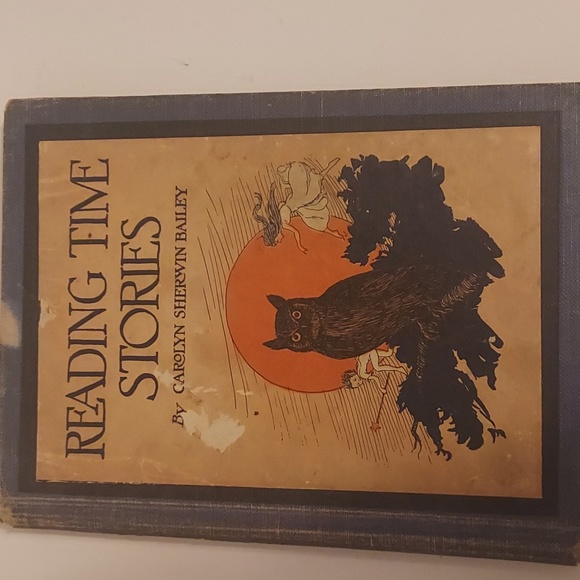 READING TIME
STORIES
By CAROLYN SHERWIN BAILEY